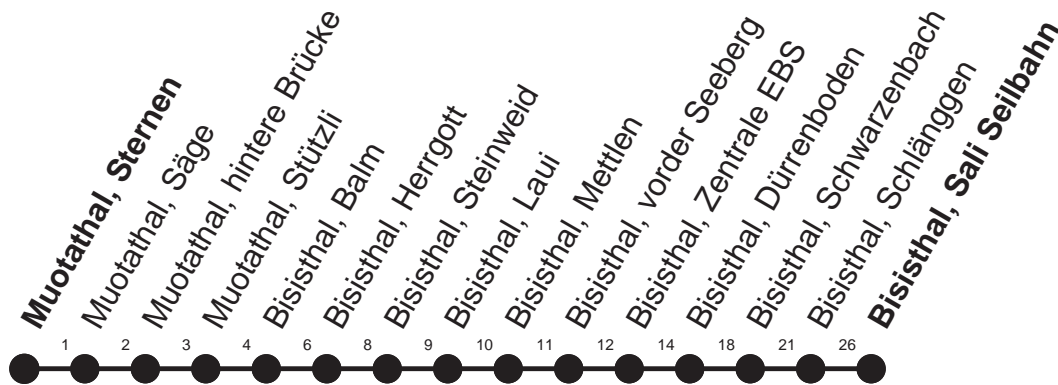 Muotathal, Sternen
Muotathal, Säge
Muotathal, hintere Brücke
Muotathal, Stützli
Bisisthal, Balm
Bisisthal, Herrgott
Bisisthal, Steinweid
Bisisthal, Laui
Bisisthal, Mettlen
Bisisthal, vorder Seeberg
Bisisthal, Zentrale EBS
Bisisthal, Dürrenboden
Bisisthal, Schwarzenbach
Bisisthal, Schlänggen
Bisisthal, Sali Seilbahn
1 2 3 4 6 8 9 10 11 12 14 18 21 26